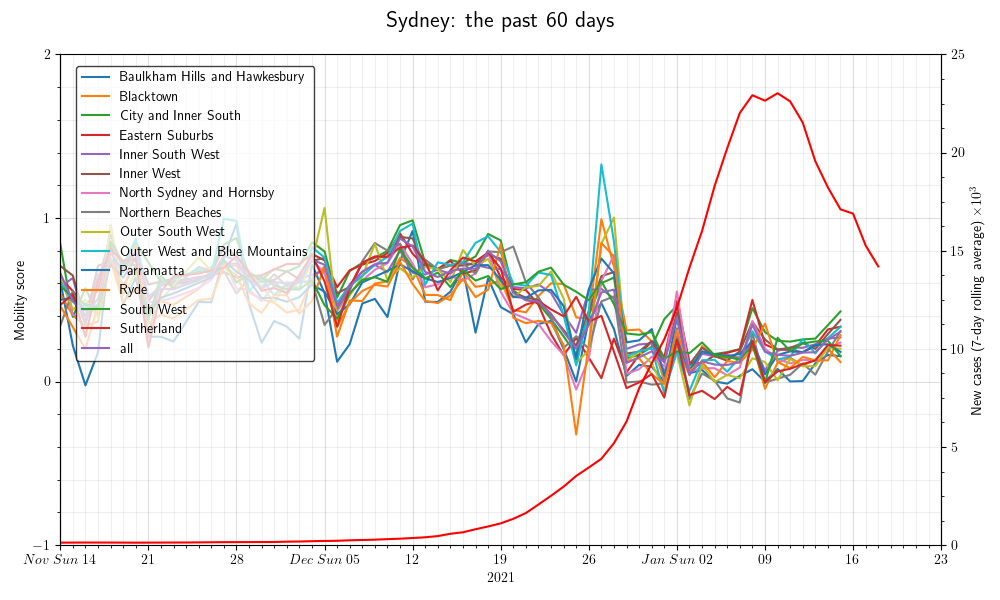 Sydney: the past 60 days
2
1
0
−1
Mobility score
Baulkham Hills and Hawkesbury
Blacktown
City and Inner South
Eastern Suburbs
Inner South West
Inner West
North Sydney and Hornsby
Northern Beaches
Outer South West
Outer West and Blue Mountains
Parramatta
Ryde
South West
Sutherland
all
25
20
15
10
5
0
New cases (7-day rolling average) ×10³
Nov Sun 14 21 28 Dec Sun 05 12 19 26 Jan Sun 02 09 16 23
2021